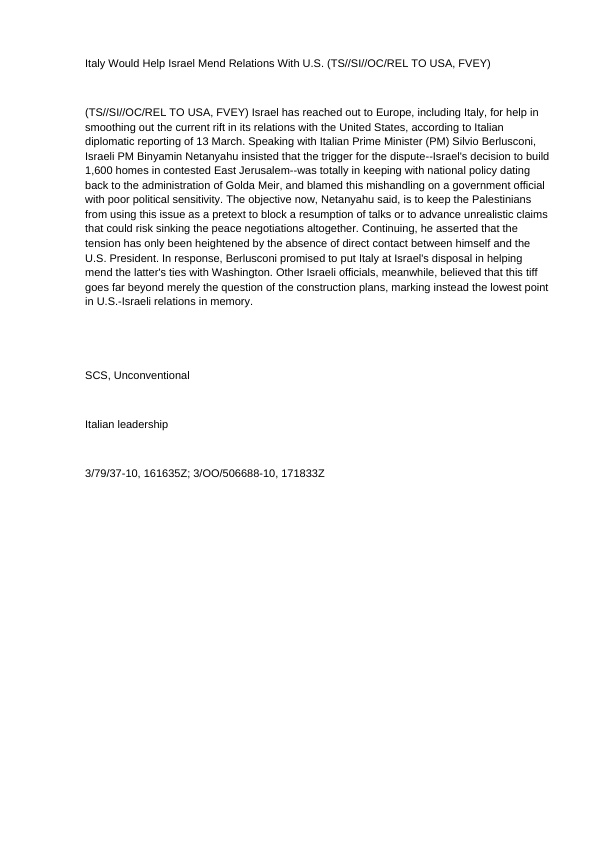 Italy Would Help Israel Mend Relations With U.S. (TS//SI//OC/REL TO USA, FVEY)
(TS//SI//OC/REL TO USA, FVEY) Israel has reached out to Europe, including Italy, for help in
smoothing out the current rift in its relations with the United States, according to Italian
diplomatic reporting of 13 March. Speaking with Italian Prime Minister (PM) Silvio Berlusconi,
Israeli PM Binyamin Netanyahu insisted that the trigger for the dispute--Israel's decision to build
1,600 homes in contested East Jerusalem--was totally in keeping with national policy dating
back to the administration of Golda Meir, and blamed this mishandling on a government official
with poor political sensitivity. The objective now, Netanyahu said, is to keep the Palestinians
from using this issue as a pretext to block a resumption of talks or to advance unrealistic claims
that could risk sinking the peace negotiations altogether. Continuing, he asserted that the
tension has only been heightened by the absence of direct contact between himself and the
U.S. President. In response, Berlusconi promised to put Italy at Israel's disposal in helping
mend the latter's ties with Washington. Other Israeli officials, meanwhile, believed that this tiff
goes far beyond merely the question of the construction plans, marking instead the lowest point
in U.S.-Israeli relations in memory.
SCS, Unconventional
Italian leadership
3/79/37-10, 161635Z; 3/OO/506688-10, 171833Z